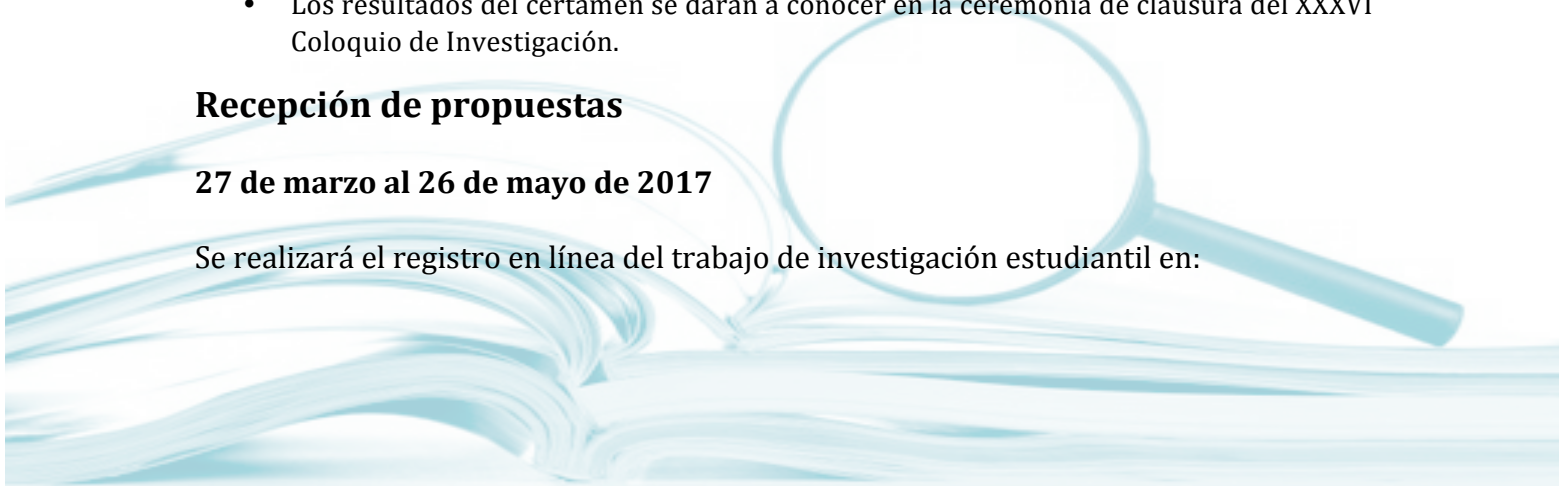 • Los resultados del certamen se darán a conocer en la ceremonia de clausura del XXXVI
Coloquio de Investigación.
Recepción de propuestas
27 de marzo al 26 de mayo de 2017
Se realizará el registro en línea del trabajo de investigación estudiantil en: